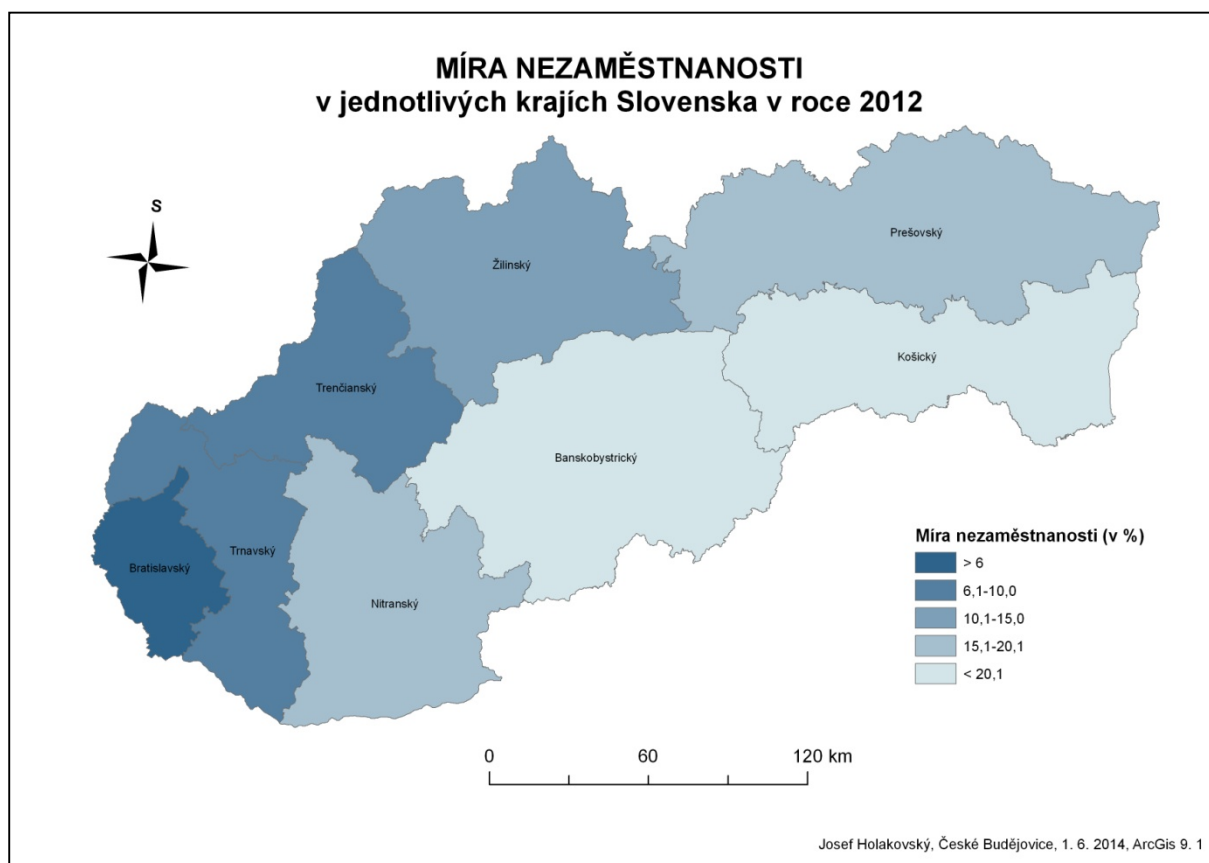 MÍRA NEZAMĚSTNANOSTI
v jednotlivých krajích Slovenska v roce 2012
S
Prešovský
Žilinský
Košický
Trenčianský
Banskobystrický
Trnavský
Bratislavský
Nitranský
Míra nezaměstnanosti (v %)
> 6
6,1-10,0
10,1-15,0
15,1-20,1
< 20,1
0 60 120 km
Josef Holakovský, České Budějovice, 1. 6. 2014, ArcGis 9. 1